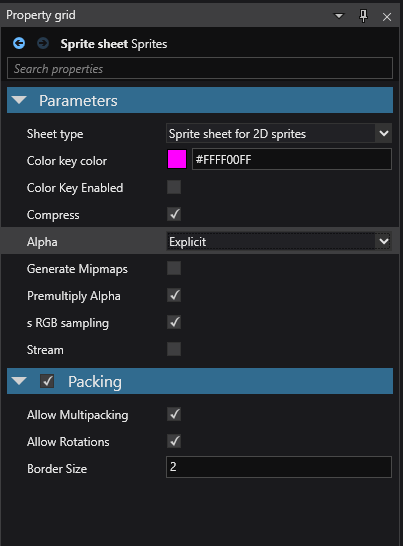 Property grid
Sprite sheet Sprites
Search properties
Parameters
Sheet type Sprite sheet for 2D sprites
Color key color #FFFF00FF
Color Key Enabled
Compress
Alpha Explicit
Generate Mipmaps
Premultiply Alpha
s RGB sampling
Stream
Packing
Allow Multipacking
Allow Rotations
Border Size 2